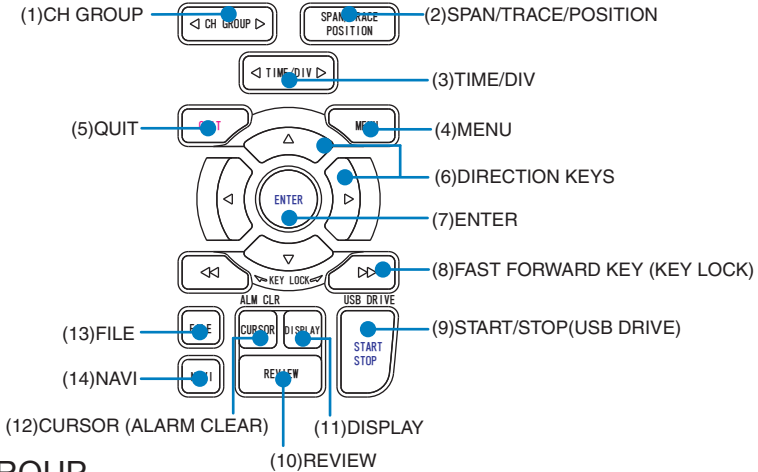 (1)CH GROUP
◁ CH GROUP ▷
SPAN/TRACE
POSITION
(2)SPAN/TRACE/POSITION
◁ TIME/DIV ▷
(3)TIME/DIV
(5)QUIT
QUIT
MENU
(4)MENU
(6)DIRECTION KEYS
ENTER
(7)ENTER
KEY LOCK
(8)FAST FORWARD KEY (KEY LOCK)
ALM CLR
USB DRIVE
(13)FILE
FILE
CURSOR
DISPLAY
START
STOP
(9)START/STOP(USB DRIVE)
(14)NAVI
NAVI
REVIEW
(12)CURSOR (ALARM CLEAR)
(11)DISPLAY
(10)REVIEW